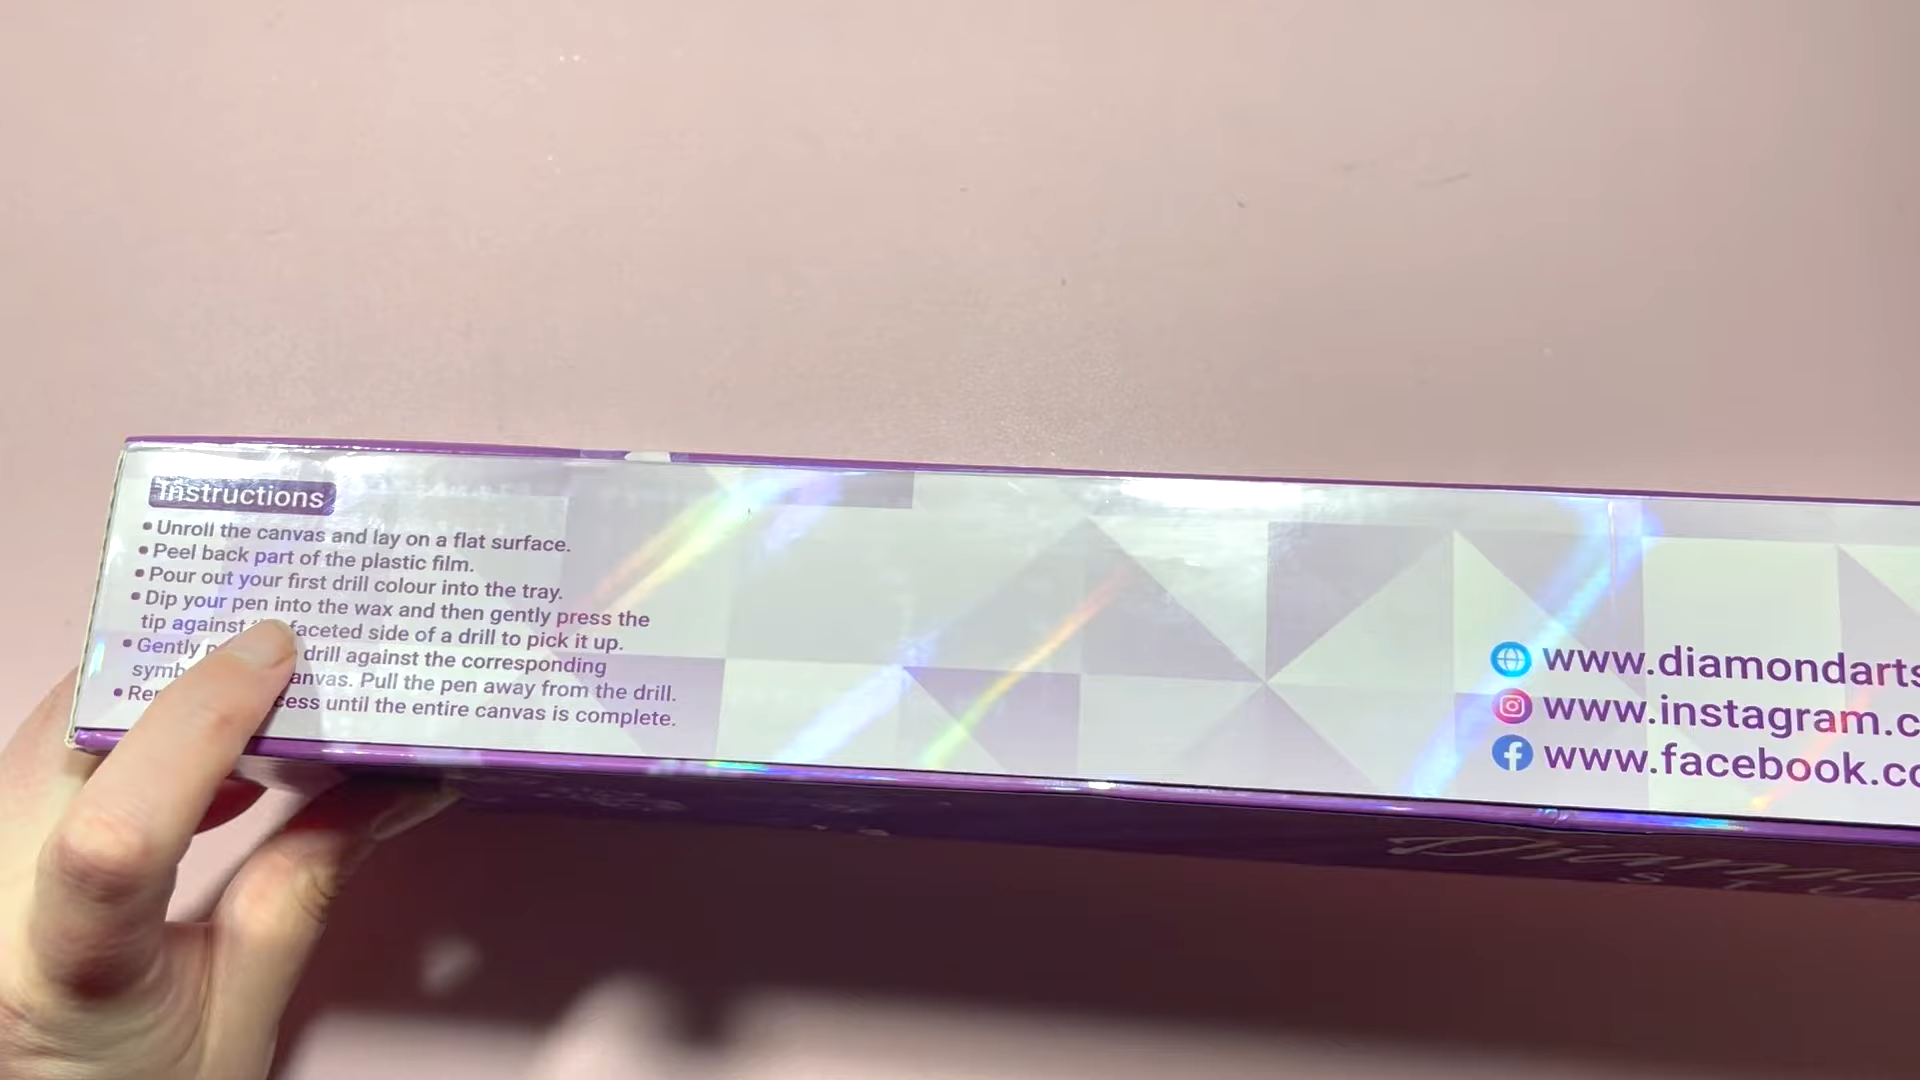 Instructions
• Unroll the canvas and lay on a flat surface.
• Peel back part of the plastic film.
• Pour out your first drill colour into the tray.
• Dip your pen into the wax and then gently press the
tip against faceted side of a drill to pick it up.
• Gently drill against the corresponding
Pull the pen away from the drill.
until the entire canvas is complete.
www.diamondarts
www.instagram.c
www.facebook.co